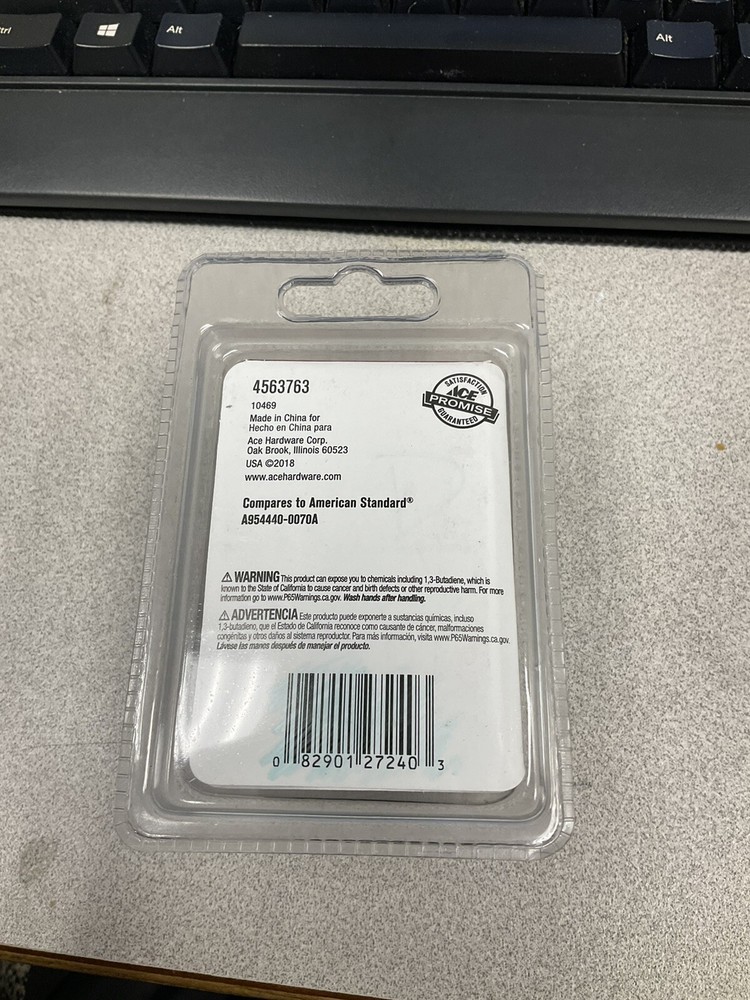 trl
Alt
Alt
4563763
10469
Made in China for
Hecho en China para
Ace Hardware Corp.
Oak Brook, Illinois 60523
USA ©2018
www.acehardware.com
SATISFACTION
ACE
PROMISE
GUARANTEED
Compares to American Standard®
A954440-0070A
⚠ WARNING This product can expose you to chemicals including 1,3-Butadiene, which is
known to the State of California to cause cancer and birth defects or other reproductive harm. For more
information go to www.P65Warnings.ca.gov. Wash hands after handling.
⚠ ADVERTENCIA Este producto puede exponerte a sustancias químicas, incluso
1,3-butadieno, que el Estado de California reconoce como causante de cáncer, malformaciones
congénitas y otros daños al sistema reproductor. Para más información, visita www.P65Warnings.ca.gov.
Lávese las manos después de manejar el producto.
0 82901 27240 3